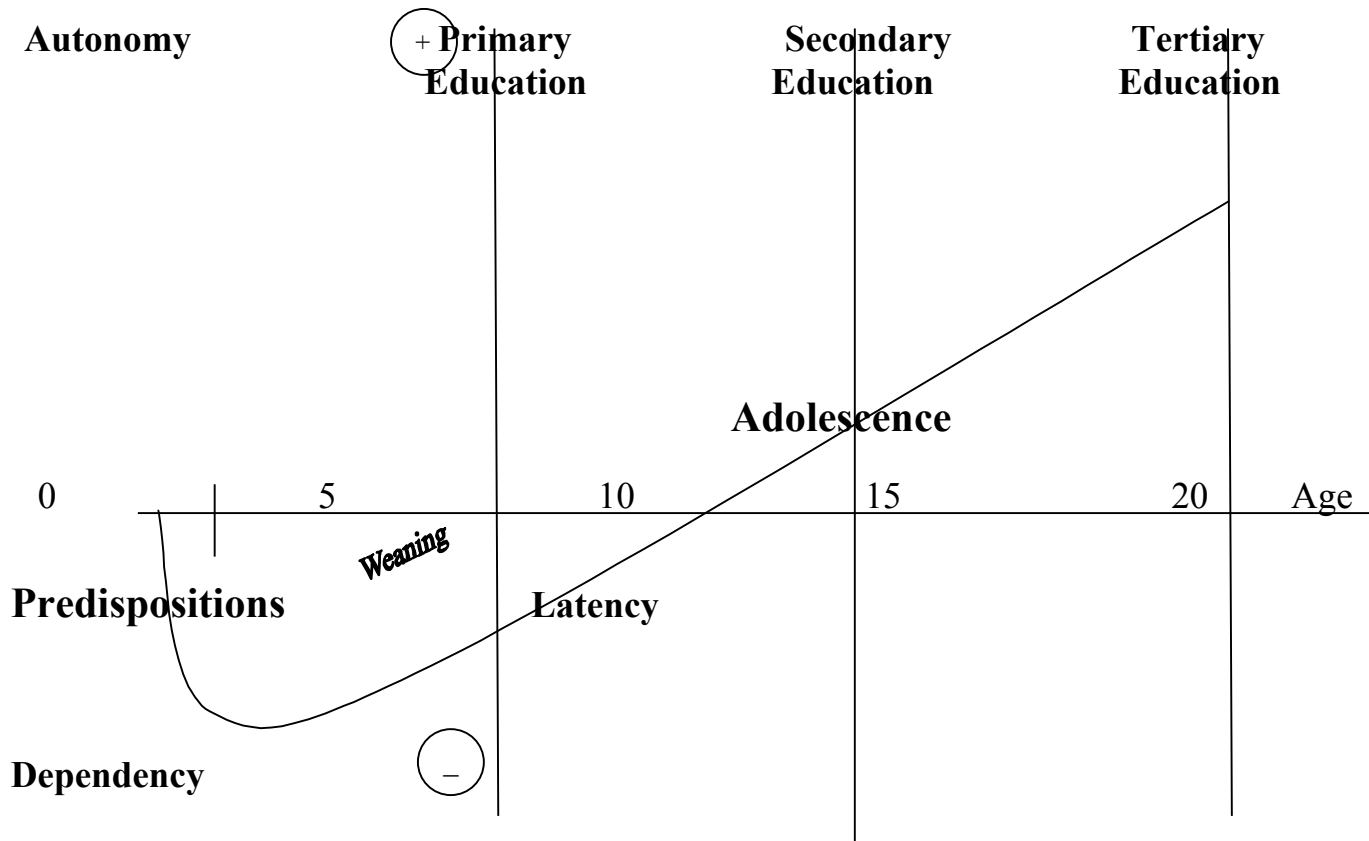 Autonomy
+
Primary
Education
Secondary
Education
Tertiary
Education
Adolescence
0 5 10 15 20 Age
Weaning
Predispositions
Latency
Dependency
–